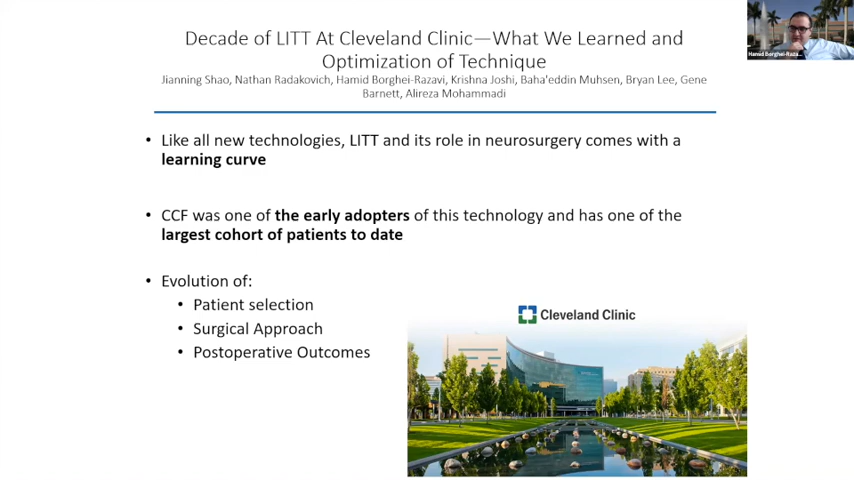 Decade of LITT At Cleveland Clinic—What We Learned and
Optimization of Technique
Jianning Shao, Nathan Radakovich, Hamid Borghei-Razavi, Krishna Joshi, Baha'eddin Muhsen, Bryan Lee, Gene
Barnett, Alireza Mohammadi
• Like all new technologies, LITT and its role in neurosurgery comes with a
learning curve
• CCF was one of the early adopters of this technology and has one of the
largest cohort of patients to date
• Evolution of:
• Patient selection
• Surgical Approach
• Postoperative Outcomes
Cleveland Clinic
Hamid Borghei-Raza...